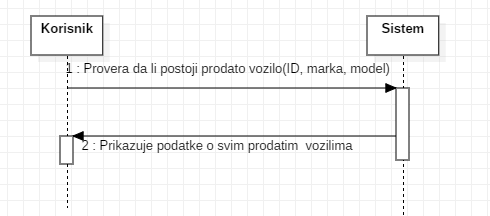 Korisnik
Sistem
1 : Provera da li postoji prodato vozilo(ID, marka, model)
2 : Prikazuje podatke o svim prodatim vozilima